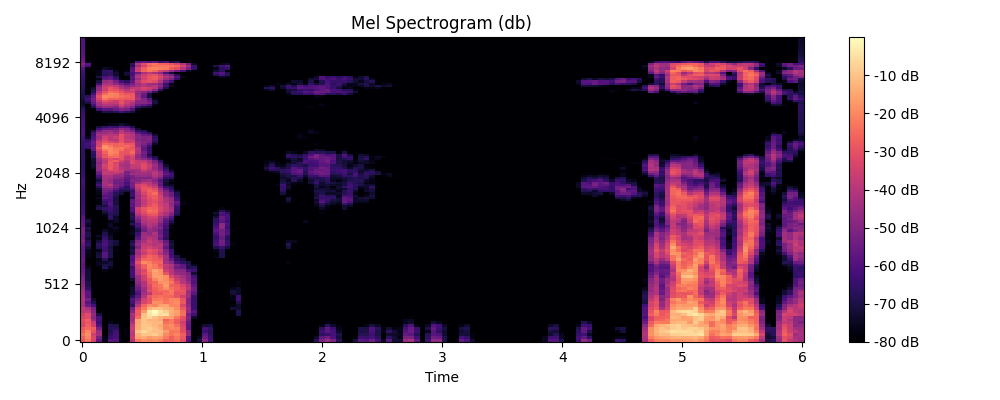 Mel Spectrogram (db)
8192
4096
2048
1024
512
0
Hz
0 1 2 3 4 5 6
Time
-10 dB
-20 dB
-30 dB
-40 dB
-50 dB
-60 dB
-70 dB
-80 dB